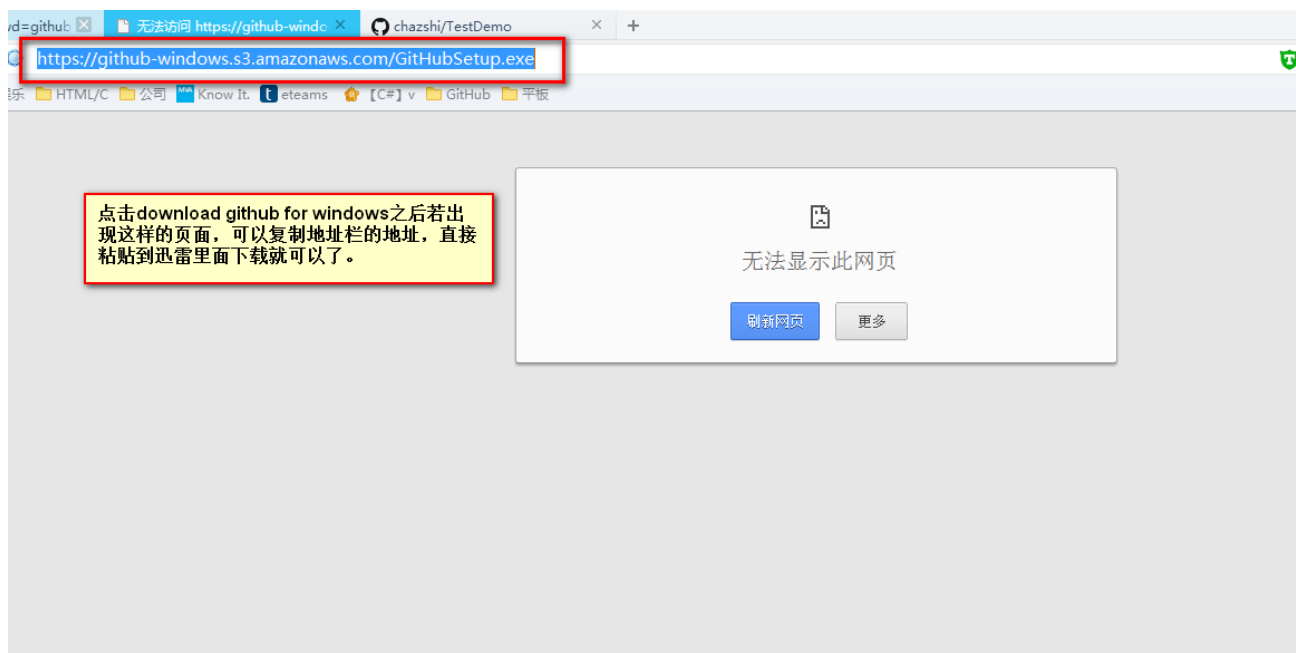 vd=github
无法访问 https://github-windo
chazshi/TestDemo
https://github-windows.s3.amazonaws.com/GitHubSetup.exe
乐 HTML/C 公司 Know It. eteams 【C#】v GitHub 平板
点击download github for windows之后若出
现这样的页面，可以复制地址栏的地址，直接
粘贴到迅雷里面下载就可以了。
无法显示此网页
刷新网页 更多